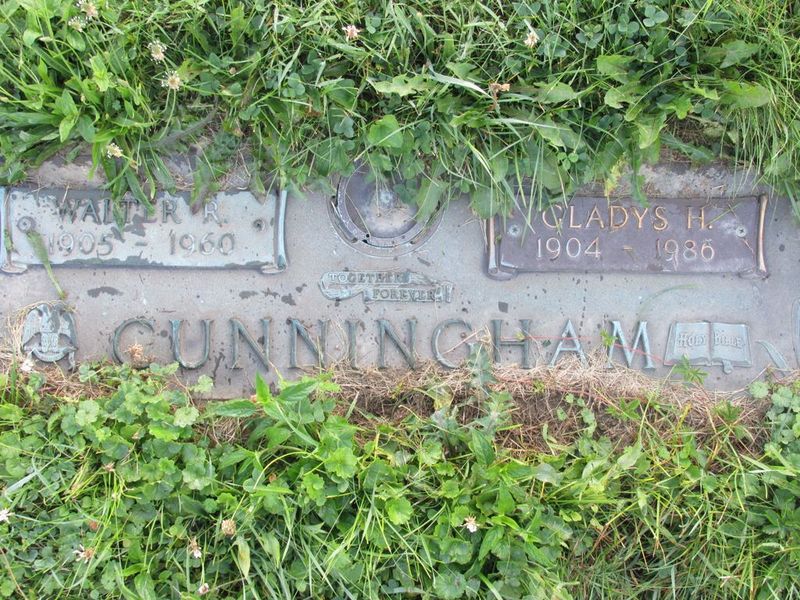 WALTER R.
1905 - 1960
GLADYS H.
1904 - 1986
TOGETHER
FOREVER
CUNNINGHAM
HOLY BIBLE